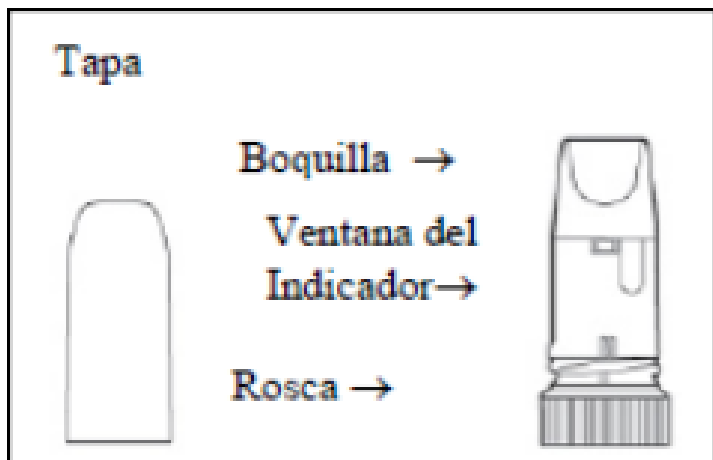 Tapa
Boquilla →
Ventana del
Indicador→
Rosca →